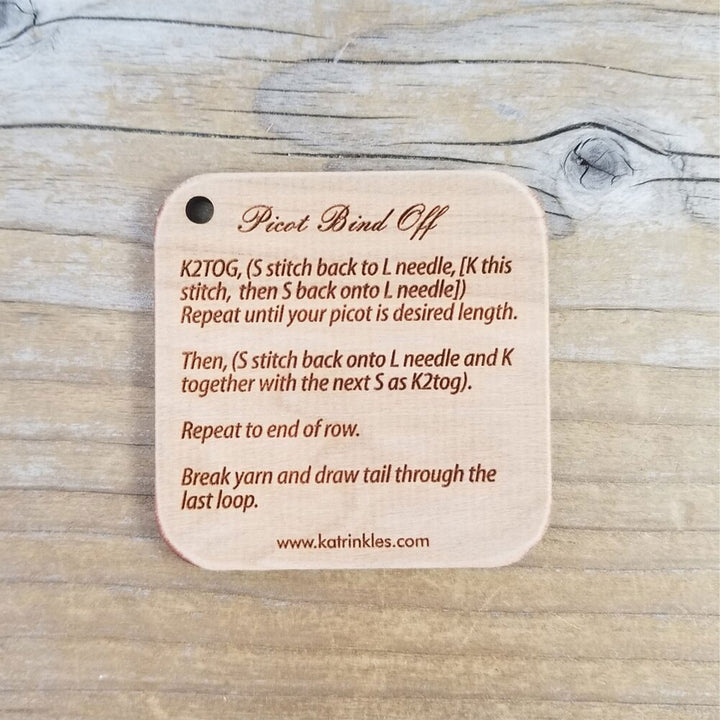 Picot Bind Off
K2TOG, (S stitch back to L needle, [K this
stitch, then S back onto L needle])
Repeat until your picot is desired length.
Then, (S stitch back onto L needle and K
together with the next S as K2tog).
Repeat to end of row.
Break yarn and draw tail through the
last loop.
www.katrinkles.com